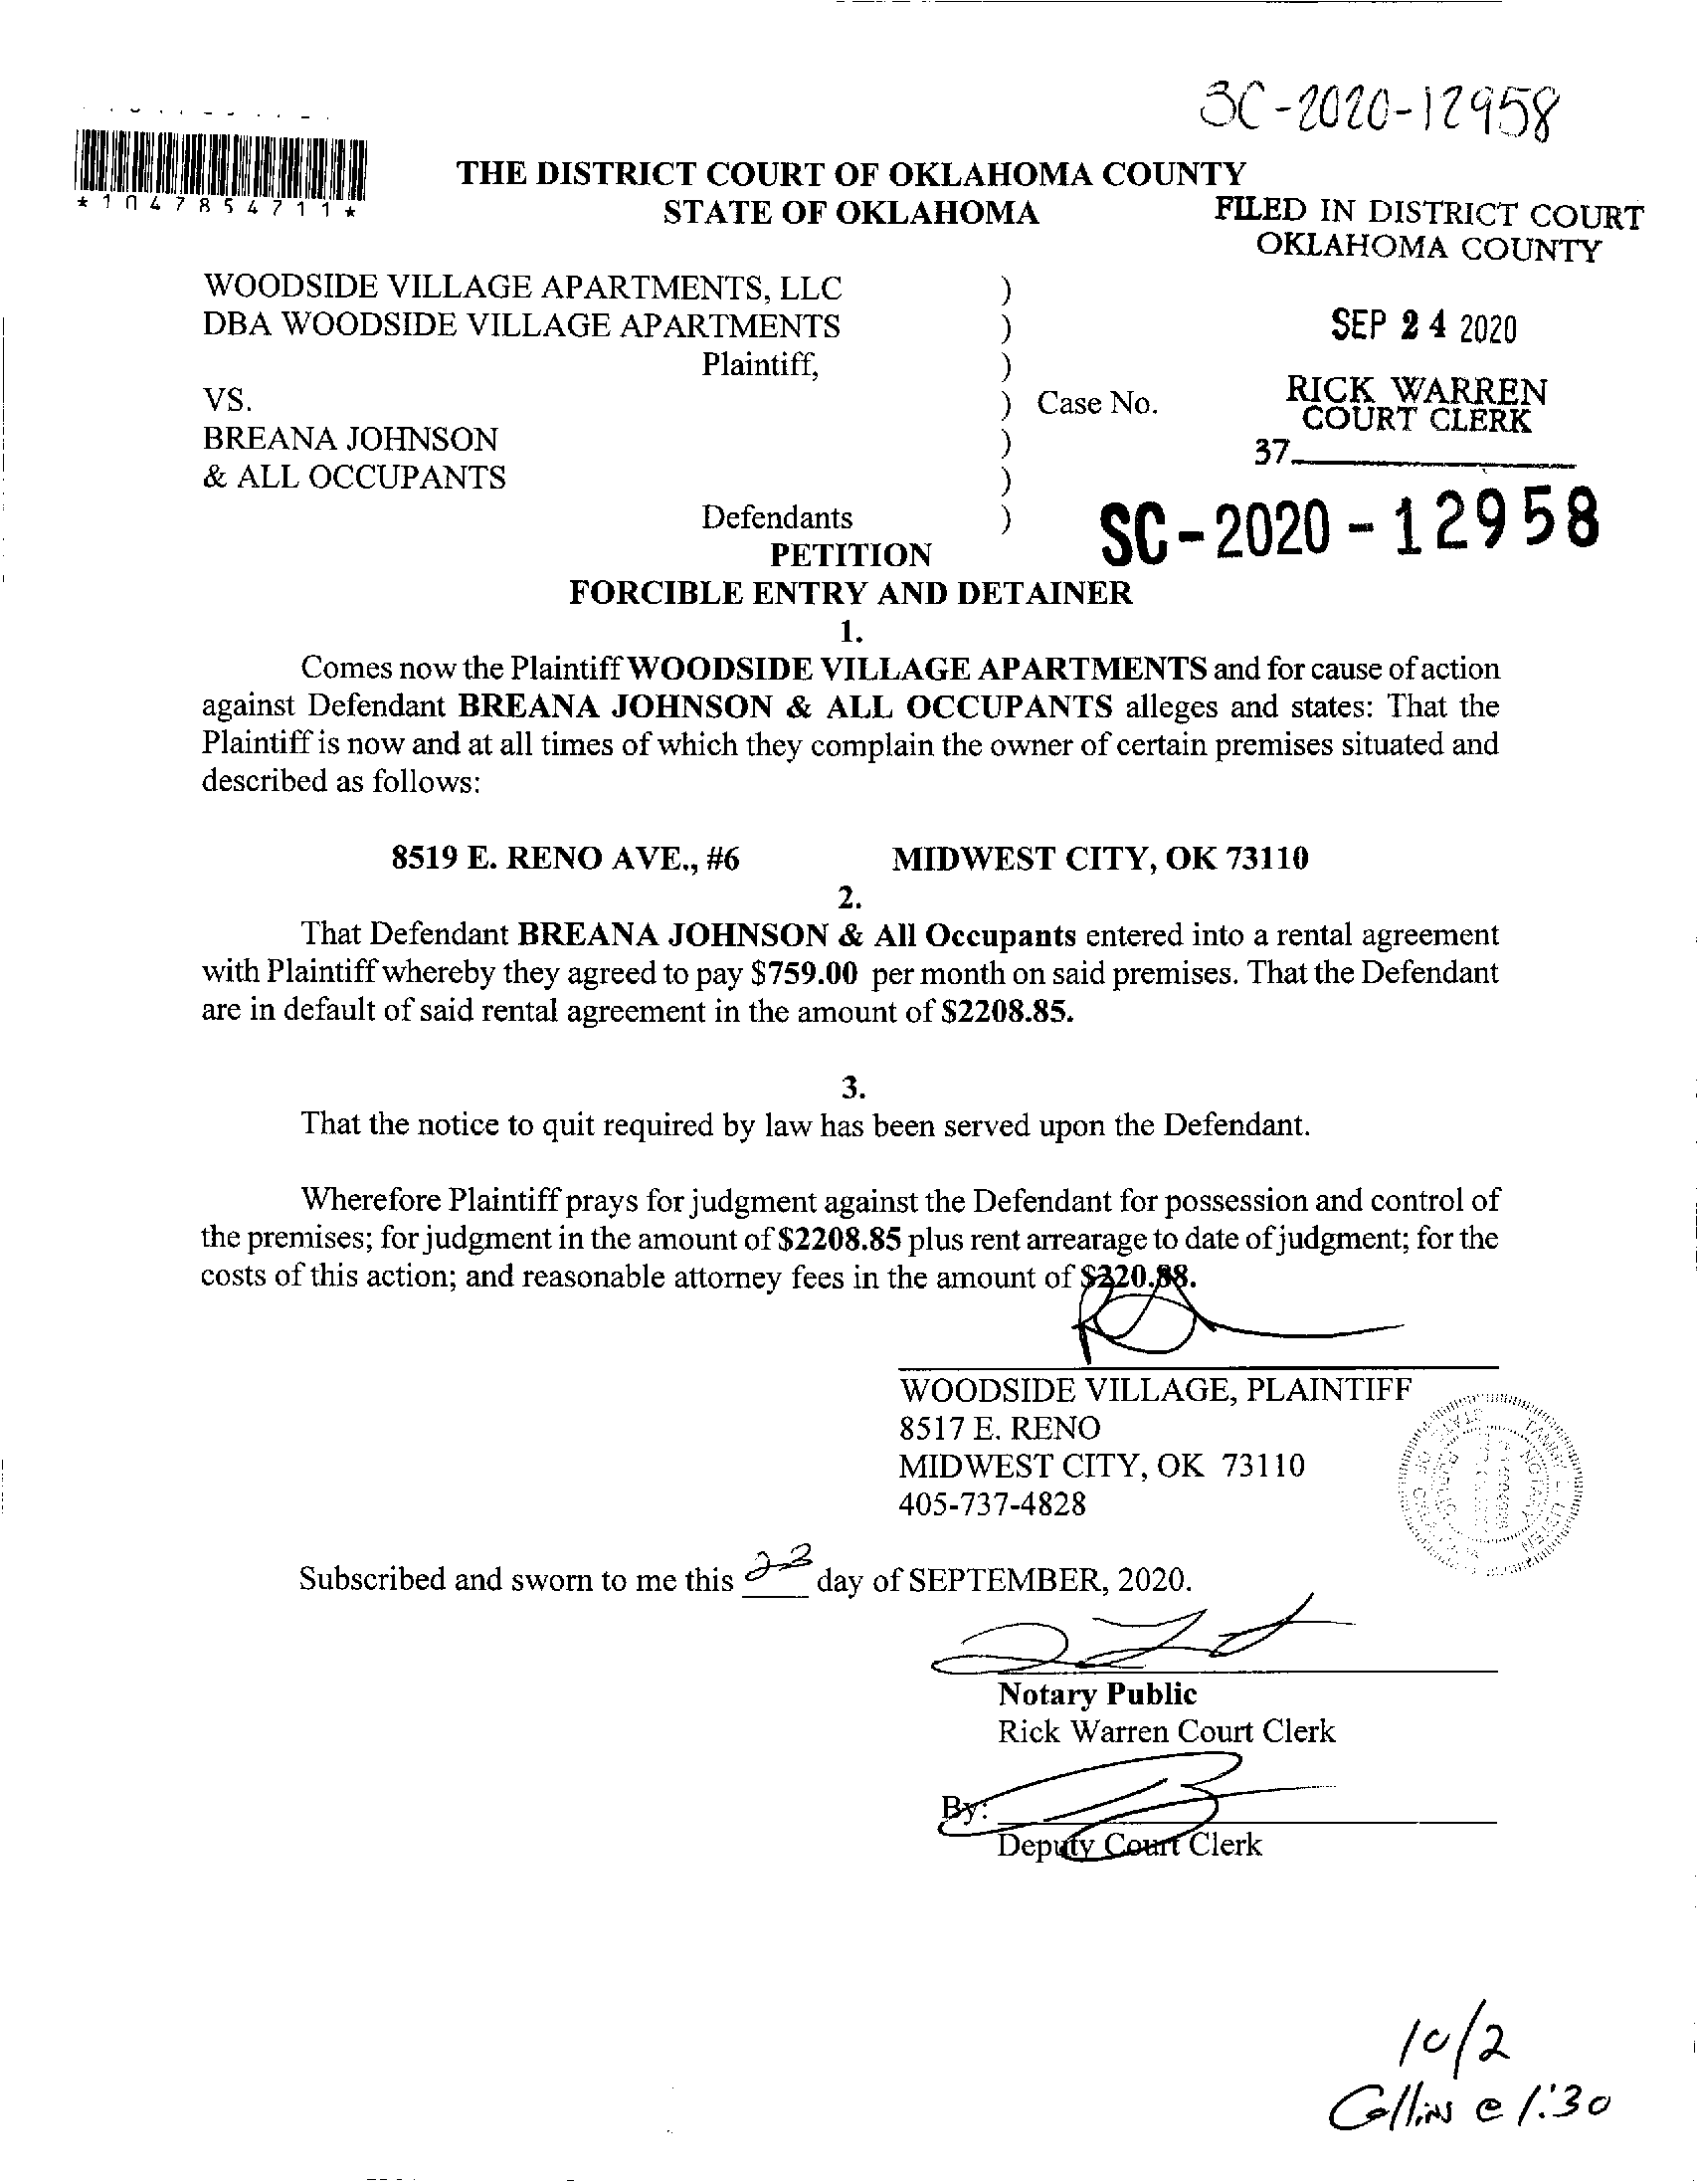 SC-2020-12958
*1047854711*
THE DISTRICT COURT OF OKLAHOMA COUNTY
STATE OF OKLAHOMA
FILED IN DISTRICT COURT
OKLAHOMA COUNTY
WOODSIDE VILLAGE APARTMENTS, LLC )
DBA WOODSIDE VILLAGE APARTMENTS )
SEP 24 2020
Plaintiff, )
VS. ) Case No.
RICK WARREN
COURT CLERK
BREANA JOHNSON )
37
& ALL OCCUPANTS )
Defendants )
SC-2020-12958
PETITION
FORCIBLE ENTRY AND DETAINER
1.
Comes now the Plaintiff WOODSIDE VILLAGE APARTMENTS and for cause of action
against Defendant BREANA JOHNSON & ALL OCCUPANTS alleges and states: That the
Plaintiff is now and at all times of which they complain the owner of certain premises situated and
described as follows:
8519 E. RENO AVE., #6 MIDWEST CITY, OK 73110
2.
That Defendant BREANA JOHNSON & All Occupants entered into a rental agreement
with Plaintiff whereby they agreed to pay $759.00 per month on said premises. That the Defendant
are in default of said rental agreement in the amount of $2208.85.
3.
That the notice to quit required by law has been served upon the Defendant.
Wherefore Plaintiff prays for judgment against the Defendant for possession and control of
the premises; for judgment in the amount of $2208.85 plus rent arrearage to date of judgment; for the
costs of this action; and reasonable attorney fees in the amount of $220.88.
WOODSIDE VILLAGE, PLAINTIFF
8517 E. RENO
MIDWEST CITY, OK 73110
405-737-4828
Subscribed and sworn to me this 23 day of SEPTEMBER, 2020.
Notary Public
Rick Warren Court Clerk
By:
Deputy Court Clerk
10/2
Collins @ 1:30